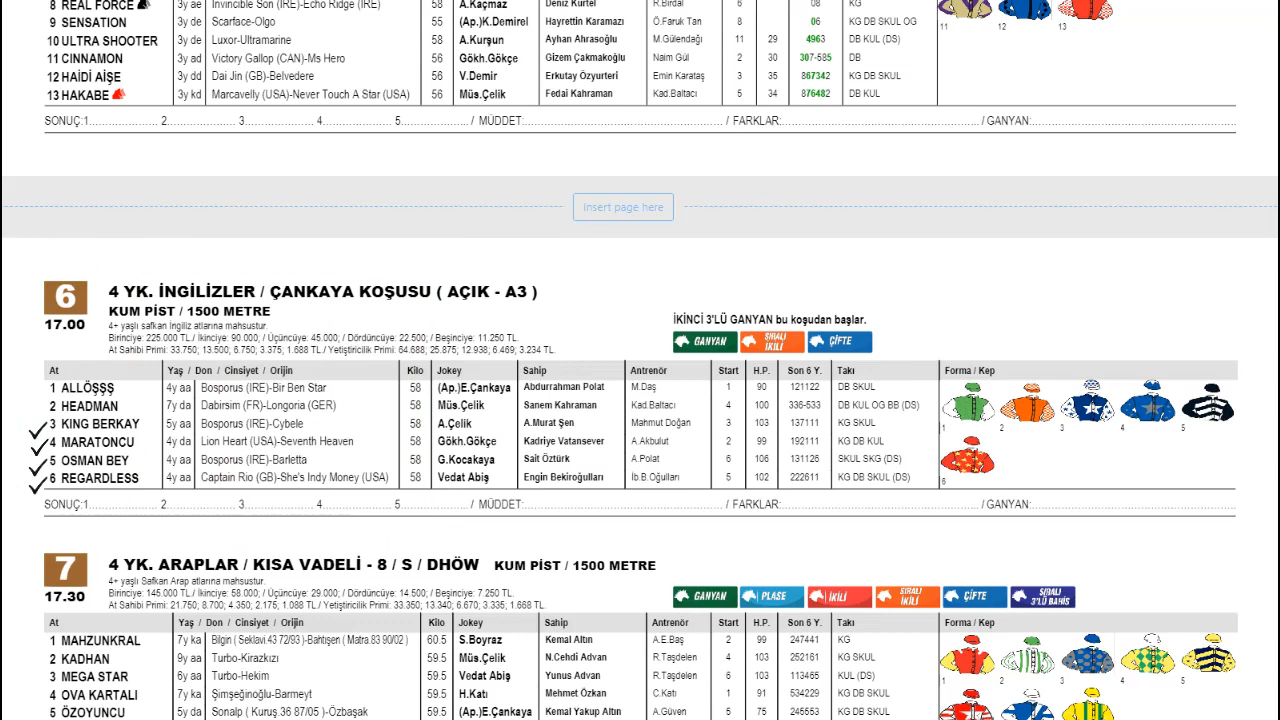 8 REAL FORCE 3y ae Invincible Son (IRE)-Echo Ridge (IRE) 58 A.Kaçmaz Deniz Kurtel R.Birdal 6 08 KG
9 SENSATION 3y de Scarface-Olgo 55 (Ap.)K.Demirel Hayrettin Karamazı Ö.Faruk Tan 8 06 KG DB SKUL OG
11 12 13
10 ULTRA SHOOTER 3y de Luxor-Ultramarine 58 A.Kurşun Ayhan Ahrasoğlu M.Gülendağı 11 29 4963 DB KUL (DS)
11 CINNAMON 3y ad Victory Gallop (CAN)-Ms Hero 56 Gökh.Gökçe Gizem Çakmakoğlu Naim Gül 2 30 307-585 DB
12 HAİDİ AİŞE 3y dd Dai Jin (GB)-Belvedere 56 V.Demir Erkutay Özyurteri Emin Karataş 3 35 867342 KG DB SKUL
13 HAKABE 3y kd Marcavelly (USA)-Never Touch A Star (USA) 56 Müs.Çelik Fedai Kahraman Kad.Baltacı 5 34 876482 DB KUL
SONUÇ:1....................... 2....................... 3....................... 4....................... 5......................./ MÜDDET:......................./ FARKLAR:......................./ GANYAN:.......................
Insert page here
6 4 YK. İNGİLİZLER / ÇANKAYA KOŞUSU ( AÇIK - A3 )
KUM PİST / 1500 METRE
17.00 4+ yaşlı safkan İngiliz atlarına mahsustur.
İKİNCİ 3'LÜ GANYAN bu koşudan başlar.
Birinciye: 225.000 TL./ İkinciye: 90.000; / Üçüncüye: 45.000; / Dördüncüye: 22.500; / Beşinciye: 11.250 TL.
At Sahibi Primi: 33.750; 13.500; 6.750; 3.375; 1.688 TL./ Yetiştiricilik Primi: 64.688; 25.875; 12.938; 6.469; 3.234 TL.
GANYAN SIRALI İKİLİ ÇİFTE
At Yaş / Don / Cinsiyet / Orijin Kilo Jokey Sahip Antrenör Start H.P. Son 6 Y. Takı Forma / Kep
1 ALLÖŞŞŞ 4y aa Bosporus (IRE)-Bir Ben Star 58 (Ap.)E.Çankaya Abdurrahman Polat M.Daş 1 90 121122 DB SKUL
2 HEADMAN 7y da Dabirsim (FR)-Longoria (GER) 58 Müs.Çelik Sanem Kahraman Kad.Baltacı 4 100 336-533 DB KUL OG BB (DS)
3 KING BERKAY 5y aa Bosporus (IRE)-Cybele 58 A.Çelik A.Murat Şen Mahmut Doğan 3 103 137111 KG SKUL
1 2 3 4 5
4 MARATONCU 4y da Lion Heart (USA)-Seventh Heaven 58 Gökh.Gökçe Kadriye Vatansever A.Akbulut 2 99 192111 KG DB KUL
5 OSMAN BEY 4y aa Bosporus (IRE)-Barletta 58 G.Kocakaya Sait Öztürk A.Polat 6 106 131126 SKUL SKG (DS)
6 REGARDLESS 4y aa Captain Rio (GB)-She's Indy Money (USA) 58 Vedat Abiş Engin Bekiroğulları İb.B.Oğulları 5 102 222611 KG DB SKUL (DS)
6
SONUÇ:1....................... 2....................... 3....................... 4....................... 5......................./ MÜDDET:......................./ FARKLAR:......................./ GANYAN:.......................
7 4 YK. ARAPLAR / KISA VADELİ - 8 / S / DHÖW KUM PİST / 1500 METRE
4+ yaşlı Safkan Arap atlarına mahsustur.
17.30 Birinciye: 145.000 TL./ İkinciye: 58.000; / Üçüncüye: 29.000; / Dördüncüye: 14.500; / Beşinciye: 7.250 TL.
At Sahibi Primi: 21.750; 8.700; 4.350; 2.175; 1.088 TL./ Yetiştiricilik Primi: 33.350; 13.340; 6.670; 3.335; 1.668 TL.
GANYAN PLASE İKİLİ SIRALI İKİLİ ÇİFTE SIRALI 3'LÜ BAHİS
At Yaş / Don / Cinsiyet / Orijin Kilo Jokey Sahip Antrenör Start H.P. Son 6 Y. Takı Forma / Kep
1 MAHZUNKRAL 7y ka Bilgin ( Seklavi 43 72/93 )-Bahtışen ( Matra.83 90/02 ) 60.5 S.Boyraz Kemal Altın A.E.Baş 2 99 247441 KG
2 KADHAN 9y aa Turbo-Kirazkızı 59.5 Müs.Çelik N.Cehdi Advan R.Taşdelen 4 103 252161 KG SKUL
3 MEGA STAR 6y aa Turbo-Hekim 59.5 Vedat Abiş Yunus Advan R.Taşdelen 6 103 113465 KUL (DS)
1 2 3 4 5
4 OVA KARTALI 7y ka Şimşeğinoğlu-Barmeyt 59.5 H.Katı Mehmet Özkan C.Katı 1 91 534229 KG DB SKUL
5 ÖZOYUNCU 5y da Sonalp ( Kurus 36 87/05 )-Özbaşak 59.5 (Ap.)E.Çankaya Kemal Yakup Altın A.Güven 5 75 245553 KG DB SKUL